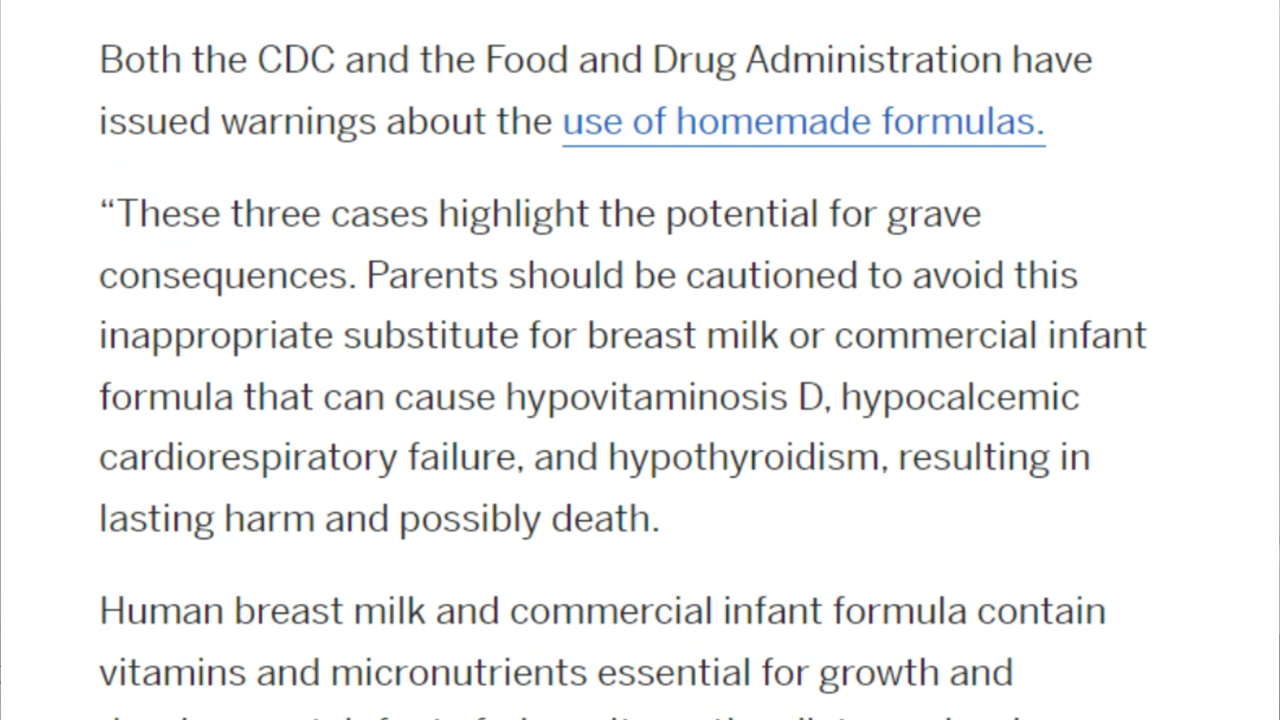 Both the CDC and the Food and Drug Administration have
issued warnings about the use of homemade formulas.
“These three cases highlight the potential for grave
consequences. Parents should be cautioned to avoid this
inappropriate substitute for breast milk or commercial infant
formula that can cause hypovitaminosis D, hypocalcemic
cardiorespiratory failure, and hypothyroidism, resulting in
lasting harm and possibly death.
Human breast milk and commercial infant formula contain
vitamins and micronutrients essential for growth and